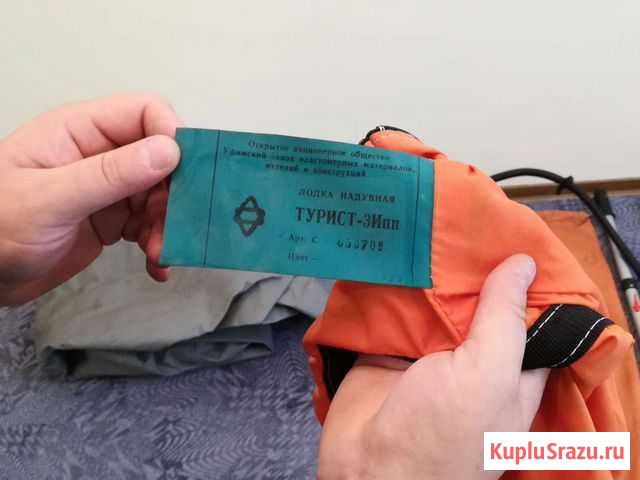 Открытое акционерное общество
Уфимский завод эластомерных материалов,
изделий и конструкций
ЛОДКА НАДУВНАЯ
ТУРИСТ-3Ипп
Арт. С
Цвет —
KupluSrazu.ru